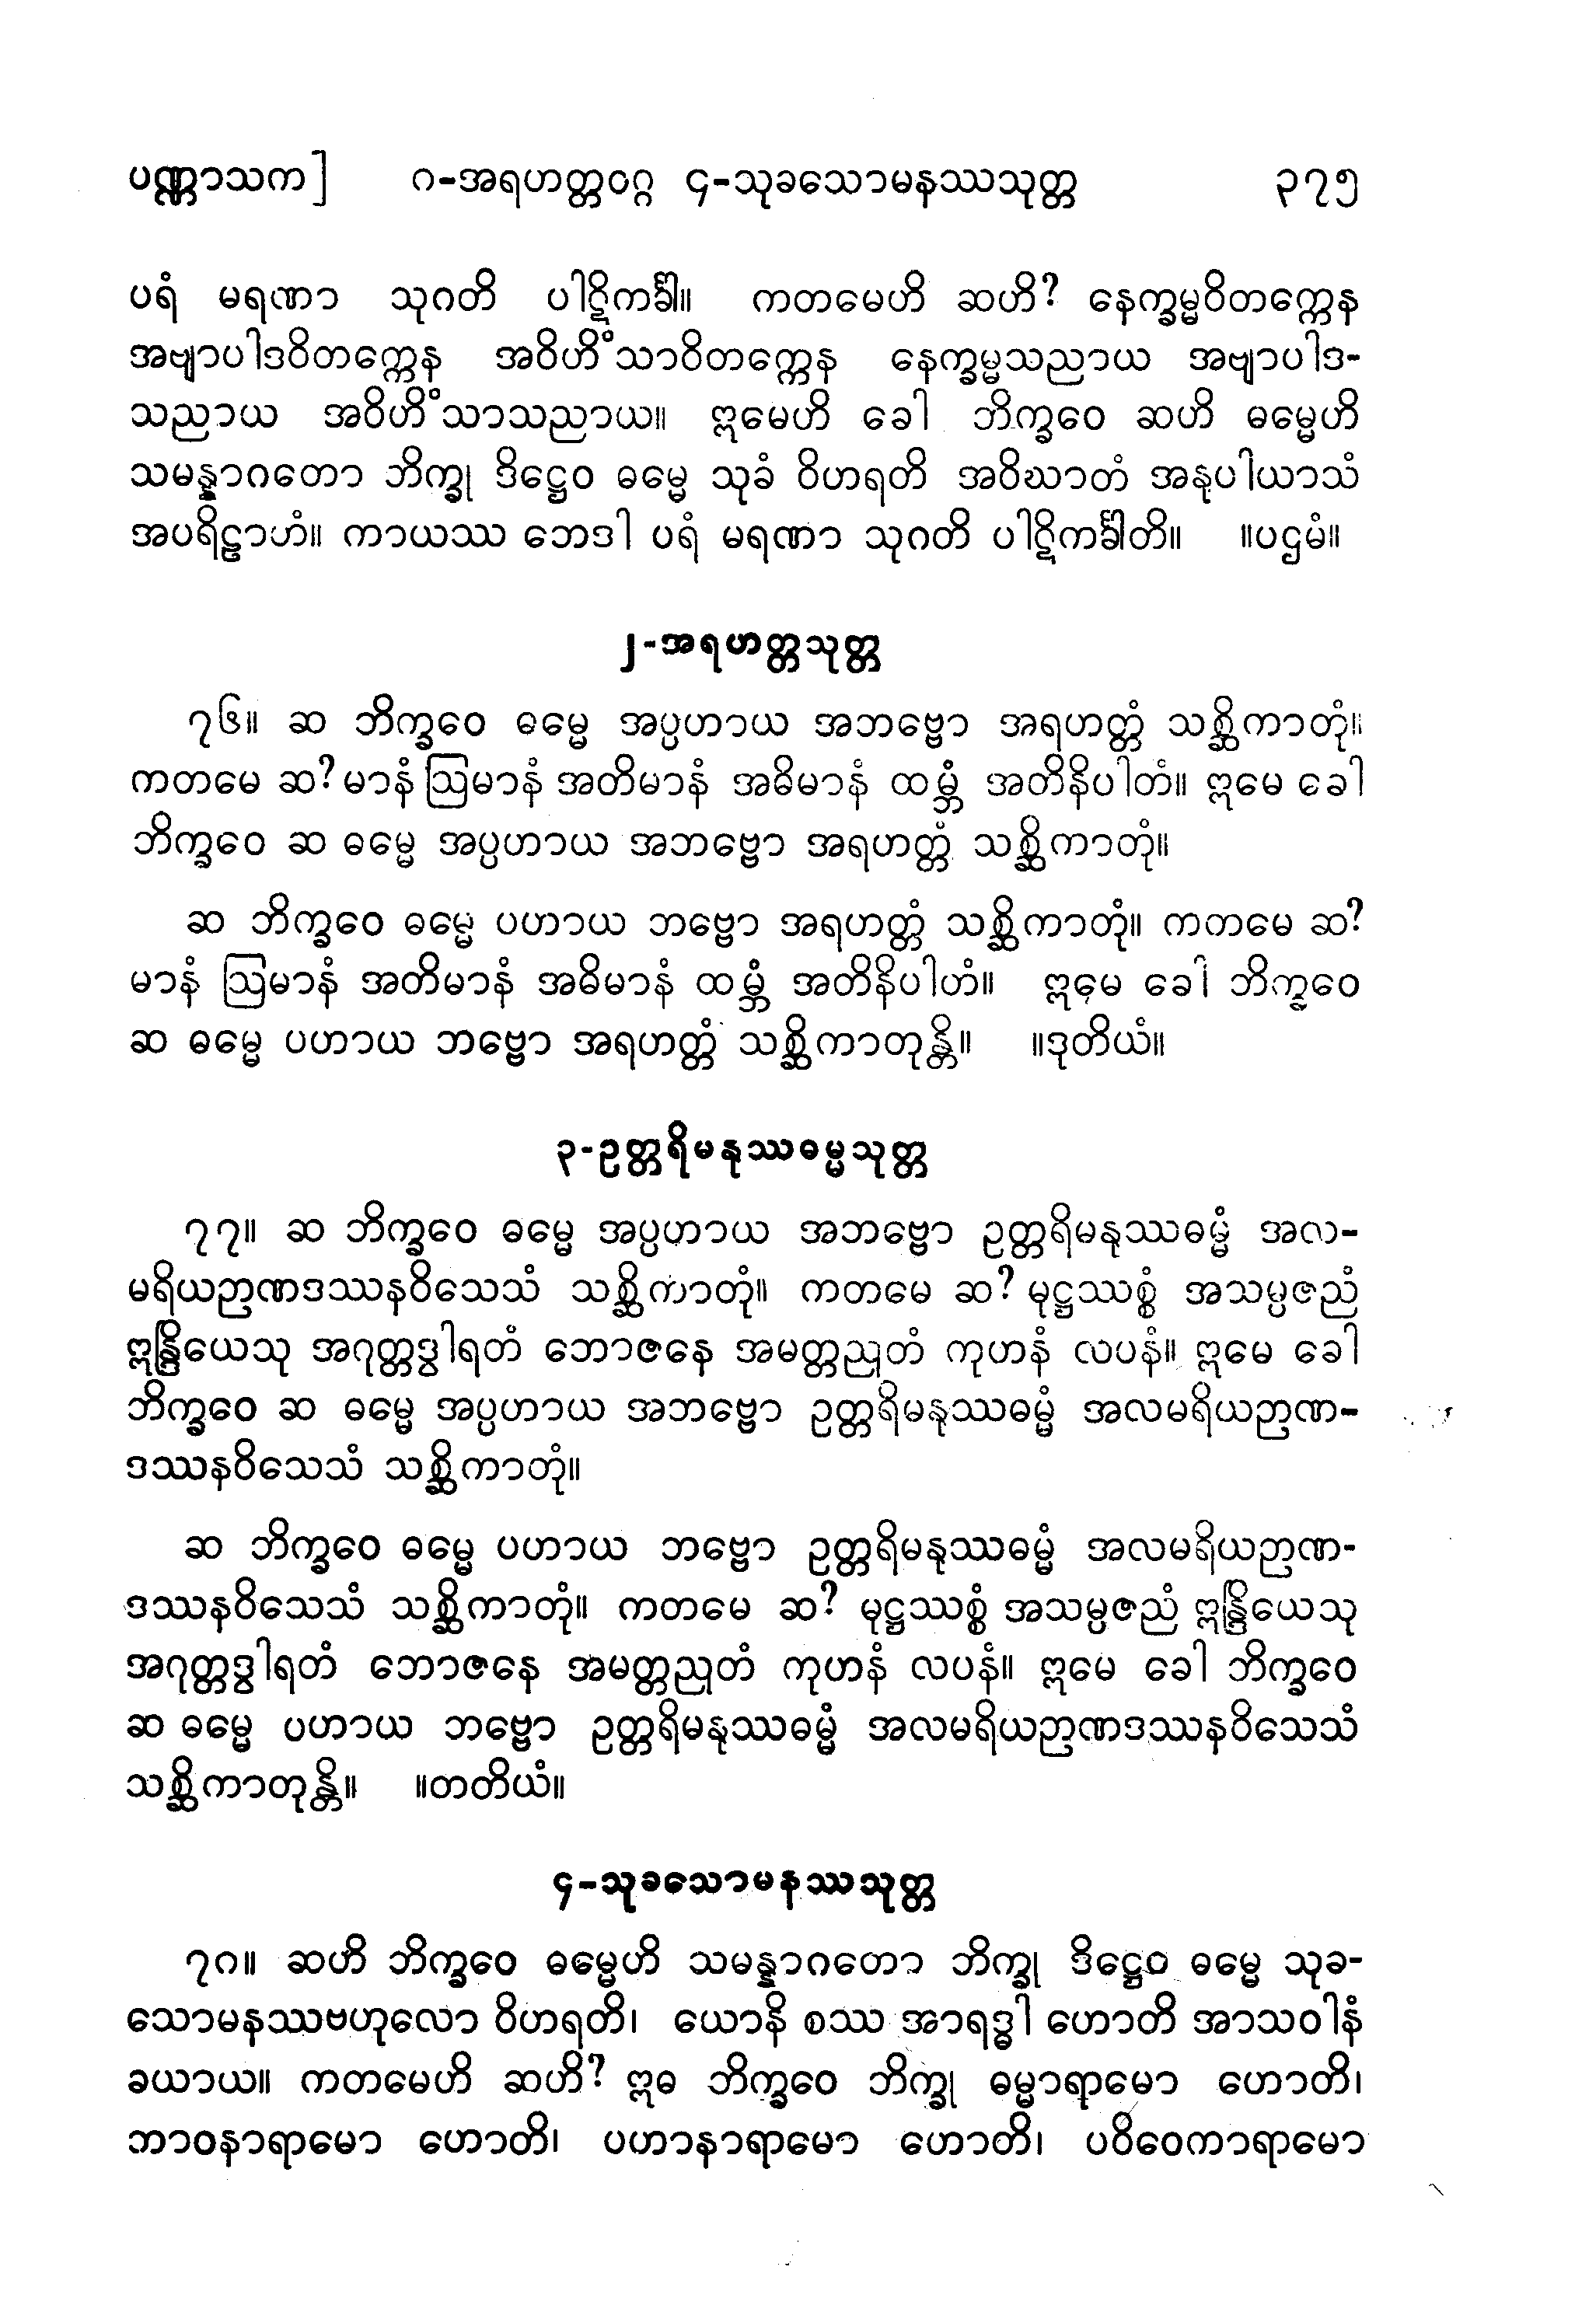 ပဏ္ဏာသက] ဂ-အရဟတ္တဝဂ္ဂ ၄-သုခသောမနဿသုတ္တ ၃၇၅
ပရံ မရဏာ သုဂတိ ပါဋိကင်္ခါ။ ကတမေဟိ ဆဟိ? နေက္ခမ္မဝိတက္ကေန
အဗျာပါဒဝိတက္ကေန အဝိဟိံသာဝိတက္ကေန နေက္ခမ္မသညာယ အဗျာပါဒ-
သညာယ အဝိဟိံသာသညာယ။ ဣမေဟိ ခေါ ဘိက္ခဝေ ဆဟိ ဓမ္မေဟိ
သမန္နာဂတော ဘိက္ခု ဒိဋ္ဌေဝ ဓမ္မေ သုခံ ဝိဟရတိ အဝိဃာတံ အနုပါယာသံ
အပရိဠာဟံ။ ကာယဿ ဘေဒါ ပရံ မရဏာ သုဂတိ ပါဋိကင်္ခါတိ။ ။ပဌမံ။
၂-အရဟတ္တသုတ္တ
၇၆။ ဆ ဘိက္ခဝေ ဓမ္မေ အပ္ပဟာယ အဘဗ္ဗော အရဟတ္တံ သစ္ဆိကာတုံ။
ကတမေ ဆ? မာနံ ဩမာနံ အတိမာနံ အဓိမာနံ ထမ္ဘံ အတိနိပါတံ။ ဣမေ ခေါ
ဘိက္ခဝေ ဆ ဓမ္မေ အပ္ပဟာယ အဘဗ္ဗော အရဟတ္တံ သစ္ဆိကာတုံ။
ဆ ဘိက္ခဝေ ဓမ္မေ ပဟာယ ဘဗ္ဗော အရဟတ္တံ သစ္ဆိကာတုံ။ ကကမေ ဆ?
မာနံ ဩမာနံ အတိမာနံ အဓိမာနံ ထမ္ဘံ အတိနိပါဟံ။ ဣမေ ခေါ ဘိက္ခဝေ
ဆ ဓမ္မေ ပဟာယ ဘဗ္ဗော အရဟတ္တံ သစ္ဆိကာတုန္တိ။ ။ဒုတိယံ။
၃-ဥတ္တရိမနုဿဓမ္မသုတ္တ
၇၇။ ဆ ဘိက္ခဝေ ဓမ္မေ အပ္ပဟာယ အဘဗ္ဗော ဥတ္တရိမနုဿဓမ္မံ အလ-
မရိယဉာဏဒဿနဝိသေသံ သစ္ဆိကာတုံ။ ကတမေ ဆ? မုဋ္ဌဿစ္စံ အသမ္ပဇညံ
ဣန္ဒြိယေသု အဂုတ္တဒွါရတံ ဘောဇနေ အမတ္တညုတံ ကုဟနံ လပနံ။ ဣမေ ခေါ
ဘိက္ခဝေ ဆ ဓမ္မေ အပ္ပဟာယ အဘဗ္ဗော ဥတ္တရိမနုဿဓမ္မံ အလမရိယဉာဏ-
ဒဿနဝိသေသံ သစ္ဆိကာတုံ။
ဆ ဘိက္ခဝေ ဓမ္မေ ပဟာယ ဘဗ္ဗော ဥတ္တရိမနုဿဓမ္မံ အလမရိယဉာဏ-
ဒဿနဝိသေသံ သစ္ဆိကာတုံ။ ကတမေ ဆ? မုဋ္ဌဿစ္စံ အသမ္ပဇညံ ဣန္ဒြိယေသု
အဂုတ္တဒွါရတံ ဘောဇနေ အမတ္တညုတံ ကုဟနံ လပနံ။ ဣမေ ခေါ ဘိက္ခဝေ
ဆ ဓမ္မေ ပဟာယ ဘဗ္ဗော ဥတ္တရိမနုဿဓမ္မံ အလမရိယဉာဏဒဿနဝိသေသံ
သစ္ဆိကာတုန္တိ။ ။တတိယံ။
၄-သုခသောမနဿသုတ္တ
၇ဂ။ ဆဟိ ဘိက္ခဝေ ဓမ္မေဟိ သမန္နာဂတော ဘိက္ခု ဒိဋ္ဌေဝ ဓမ္မေ သုခ-
သောမနဿဗဟုလော ဝိဟရတိ၊ ယောနိ စဿ အာရဒ္ဓါ ဟောတိ အာသဝါနံ
ခယာယ။ ကတမေဟိ ဆဟိ? ဣဓ ဘိက္ခဝေ ဘိက္ခု ဓမ္မာရာမော ဟောတိ၊
ဘာဝနာရာမော ဟောတိ၊ ပဟာနာရာမော ဟောတိ၊ ပဝိဝေကာရာမော